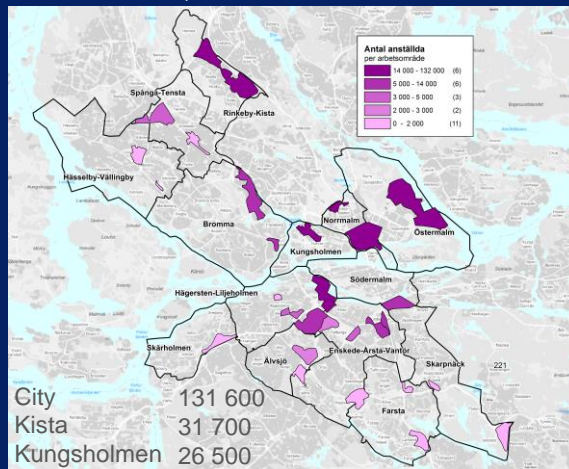 Antal anställda
per arbetsområde
14 000 - 132 000 (6)
5 000 - 14 000 (6)
3 000 - 5 000 (3)
2 000 - 3 000 (2)
0 - 2 000 (11)
Spånga-Tensta
Rinkeby-Kista
Hässelby-Vällingby
Bromma
Norrmalm
Östermalm
Kungsholmen
Södermalm
Hägersten-Liljeholmen
Skärholmen
Älvsjö
Enskede-Årsta-Vantör
Skarpnäck
221
Farsta
City 131 600
Kista 31 700
Kungsholmen 26 500